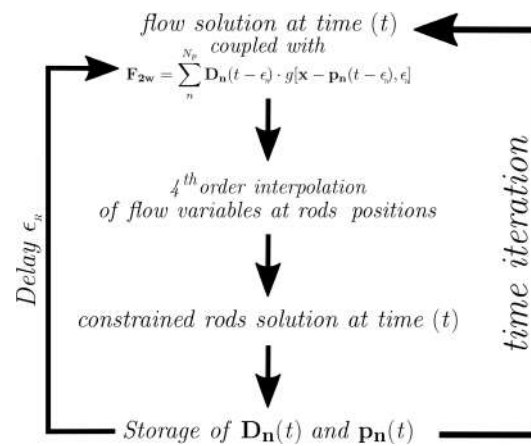 flow solution at time (t)
coupled with
F₂w = ∑ₙ^Nₚ Dₙ(t − ϵ) · g[x − pₙ(t − ϵ), ϵ]
4ᵗʰ order interpolation
of flow variables at rods positions
constrained rods solution at time (t)
Storage of Dₙ(t) and pₙ(t)
Delay ϵ_R
time iteration